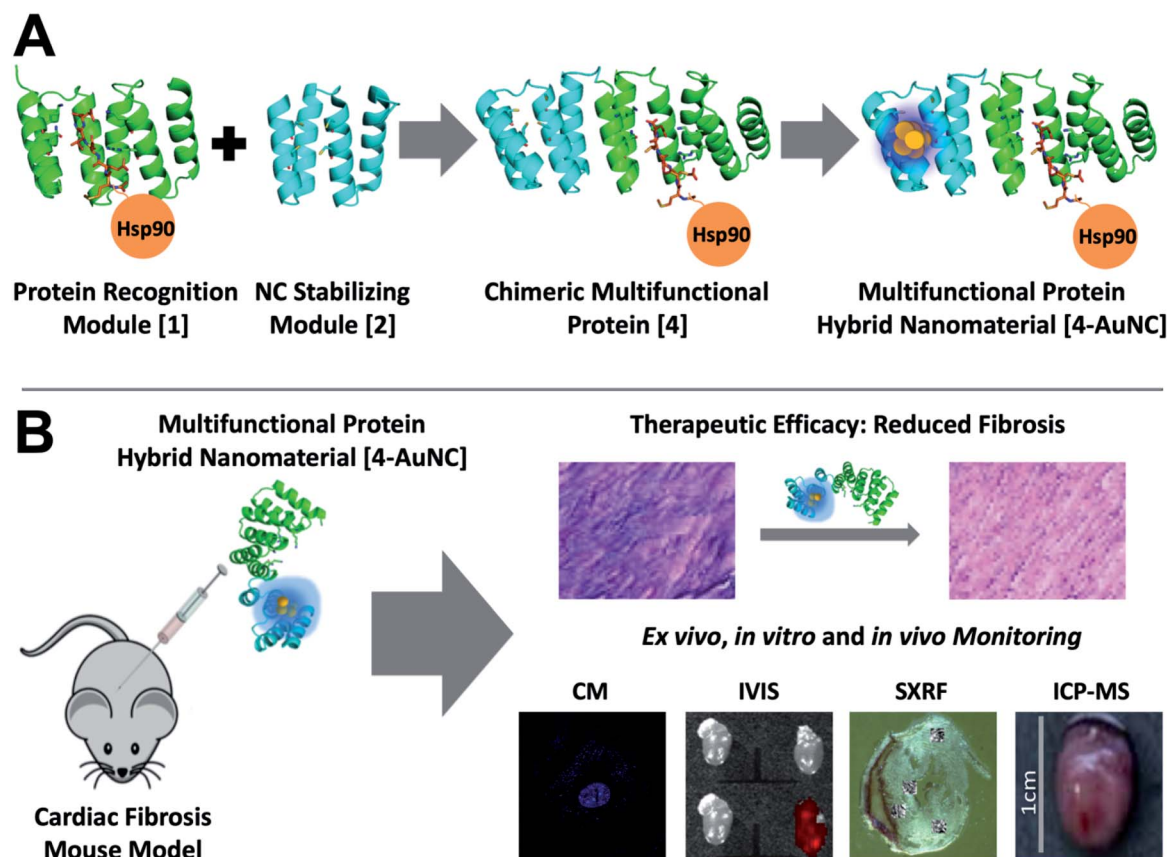 A
Hsp90
Hsp90
Hsp90
Protein Recognition
Module [1]
NC Stabilizing
Module [2]
Chimeric Multifunctional
Protein [4]
Multifunctional Protein
Hybrid Nanomaterial [4-AuNC]
B
Multifunctional Protein
Hybrid Nanomaterial [4-AuNC]
Cardiac Fibrosis
Mouse Model
Therapeutic Efficacy: Reduced Fibrosis
Ex vivo, in vitro and in vivo Monitoring
CM
IVIS
SXRF
ICP-MS
1cm